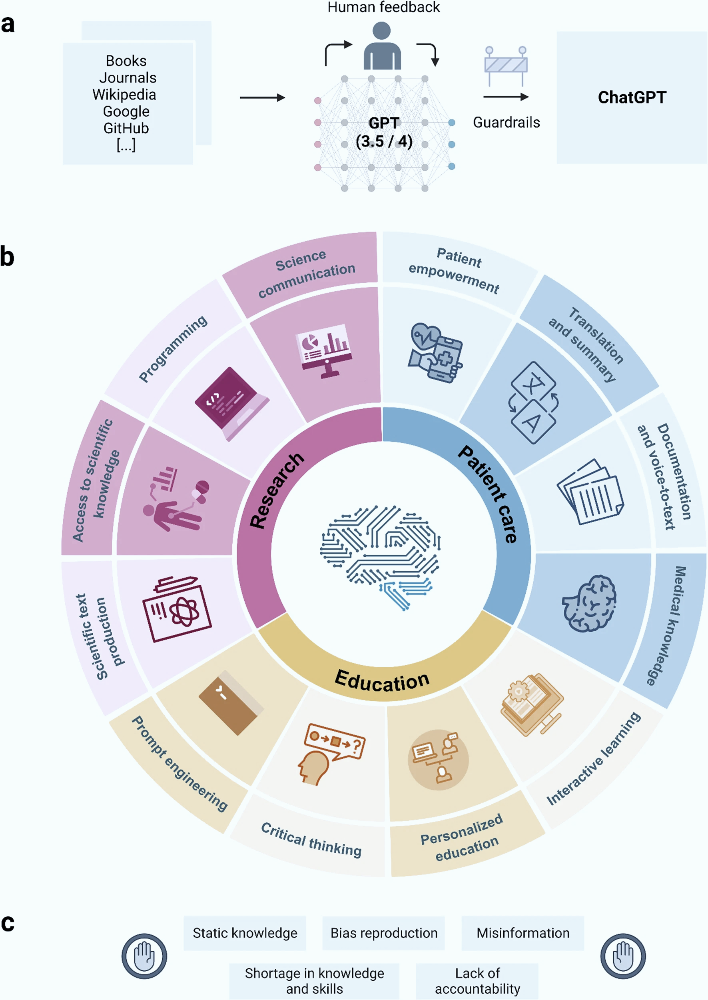 a
Human feedback
Books
Journals
Wikipedia
Google
GitHub
[...]
GPT
(3.5 / 4)
Guardrails
ChatGPT
b
Science
communication
Patient
empowerment
Translation
and summary
Documentation
and voice-to-text
Medical knowledge
Interactive learning
Personalized
education
Critical thinking
Prompt engineering
Scientific text
production
Access to scientific
knowledge
Programming
Research
Patient care
Education
文
A
</>
?
c
Static knowledge
Bias reproduction
Misinformation
Shortage in knowledge
and skills
Lack of
accountability